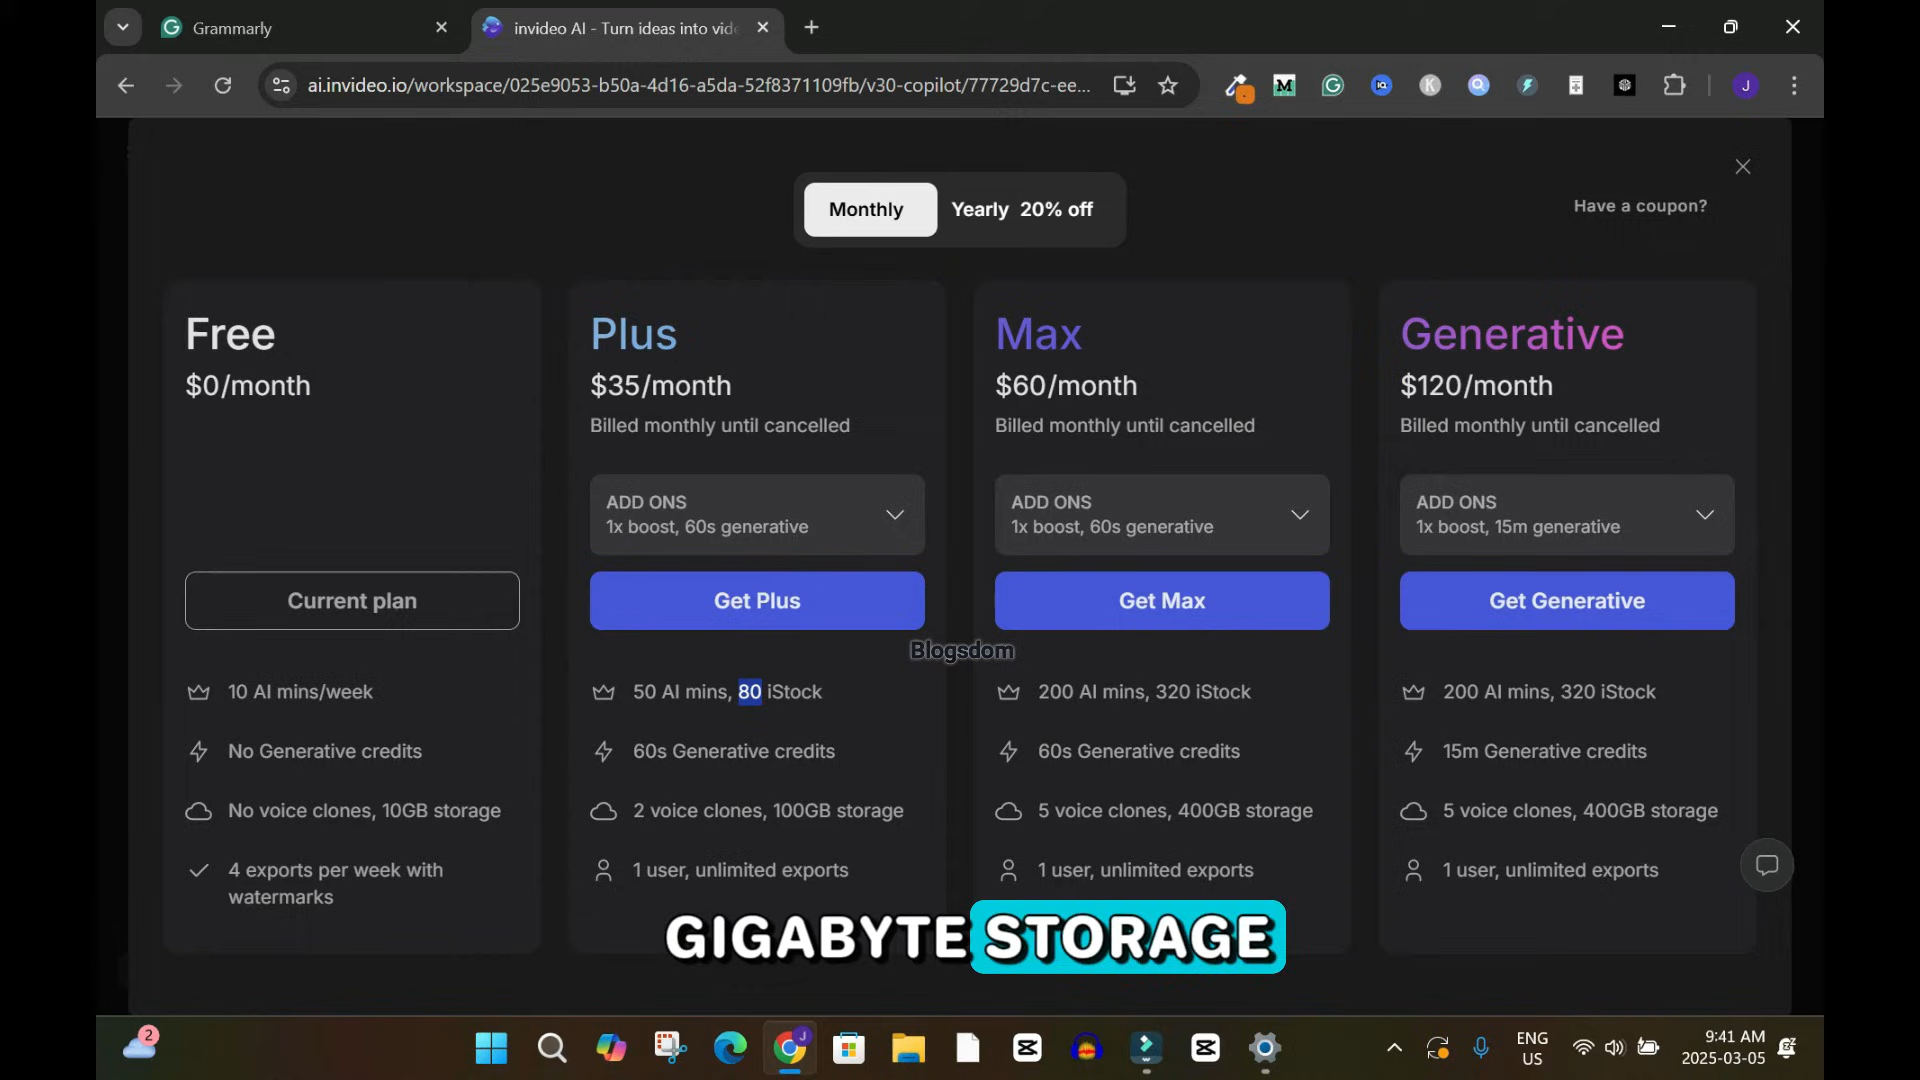 Grammarly
invideo AI - Turn ideas into vide
ai.invideo.io/workspace/025e9053-b50a-4d16-a5da-52f8371109fb/v30-copilot/77729d7c-ee...
M
K
J
Monthly
Yearly 20% off
Have a coupon?
Free
$0/month
Current plan
10 AI mins/week
No Generative credits
No voice clones, 10GB storage
4 exports per week with
watermarks
Plus
$35/month
Billed monthly until cancelled
ADD ONS
1x boost, 60s generative
Get Plus
50 AI mins, 80 iStock
60s Generative credits
2 voice clones, 100GB storage
1 user, unlimited exports
Max
$60/month
Billed monthly until cancelled
ADD ONS
1x boost, 60s generative
Get Max
200 AI mins, 320 iStock
60s Generative credits
5 voice clones, 400GB storage
1 user, unlimited exports
Generative
$120/month
Billed monthly until cancelled
ADD ONS
1x boost, 15m generative
Get Generative
200 AI mins, 320 iStock
15m Generative credits
5 voice clones, 400GB storage
1 user, unlimited exports
Blogsdom
GIGABYTE STORAGE
2
J
ENG
US
9:41 AM
2025-03-05